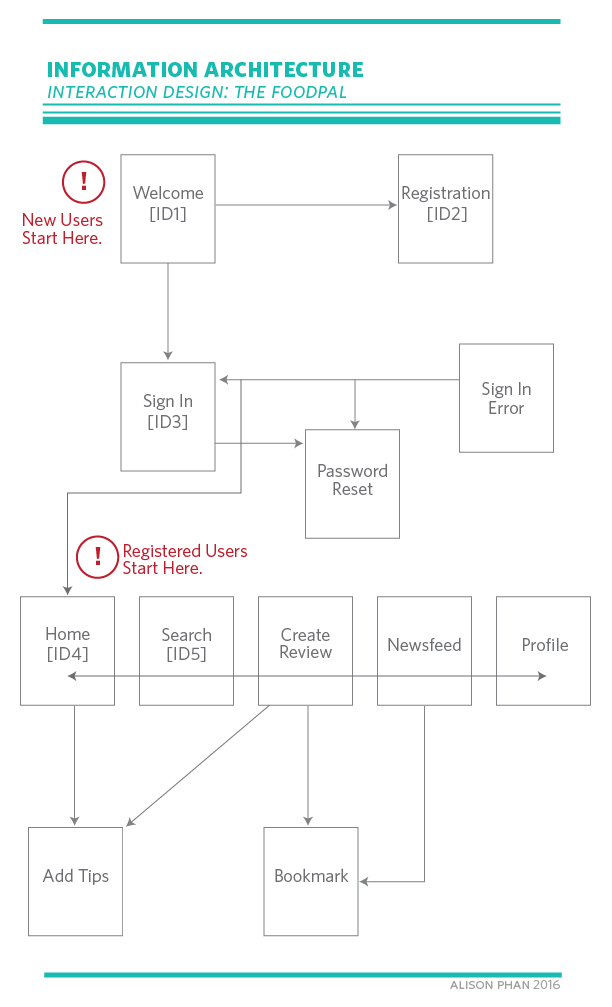 INFORMATION ARCHITECTURE
INTERACTION DESIGN: THE FOODPAL
!
New Users
Start Here.
Welcome
[ID1]
Registration
[ID2]
Sign In
[ID3]
Sign In
Error
Password
Reset
!
Registered Users
Start Here.
Home
[ID4]
Search
[ID5]
Create
Review
Newsfeed
Profile
Add Tips
Bookmark
ALISON PHAN 2016